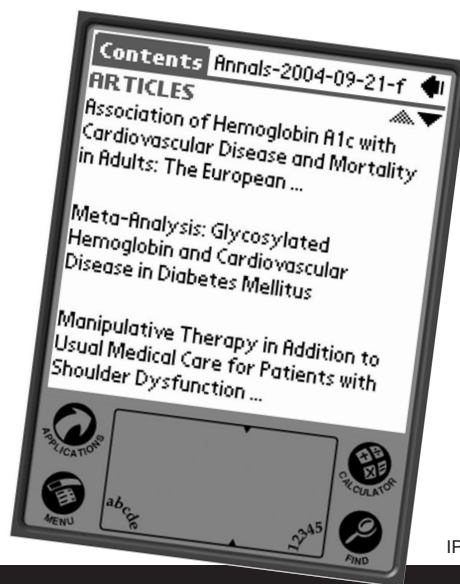 Contents Annals-2004-09-21-f
ARTICLES
Association of Hemoglobin A1c with
Cardiovascular Disease and Mortality
in Adults: The European ...
Meta-Analysis: Glycosylated
Hemoglobin and Cardiovascular
Disease in Diabetes Mellitus
Manipulative Therapy in Addition to
Usual Medical Care for Patients with
Shoulder Dysfunction ...
APPLICATIONS
CALCULATOR
MENU
abcde
12345
FIND
IP